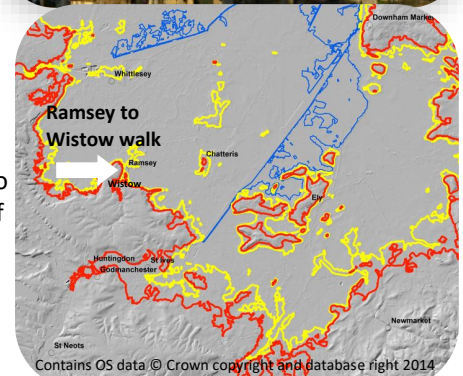 Downham Market
Whittlesey
Ramsey to
Wistow walk
Ramsey
Chatteris
Wistow
Ely
Huntingdon
St Ives
Godmanchester
Newmarket
St Neots
Contains OS data © Crown copyright and database right 2014